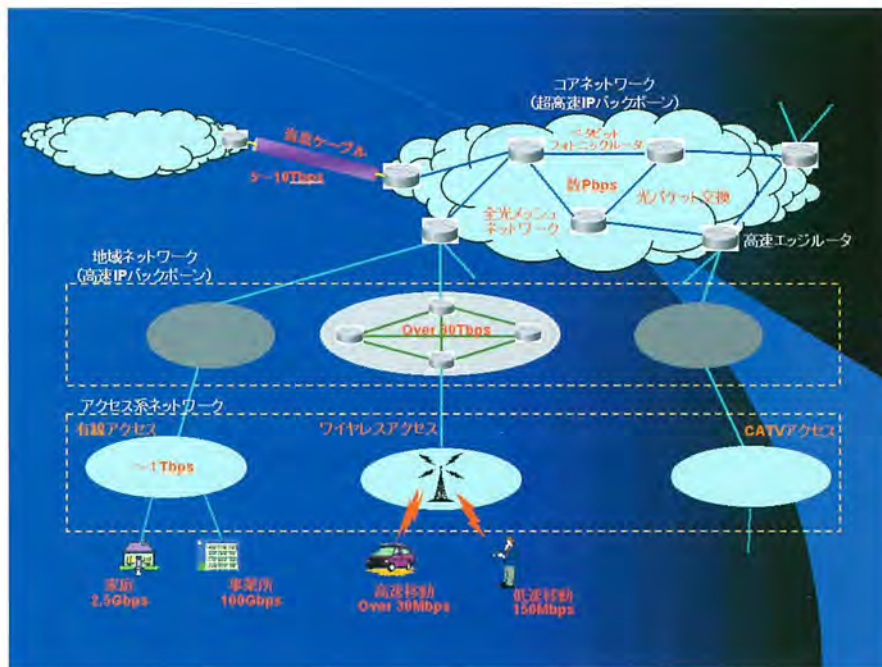 コアネットワーク
(超高速IPバックボーン)
海底ケーブル
5～10Tbps
ペタビット
フォトニックルータ
数Pbps
光パケット交換
全光メッシュ
ネットワーク
高速エッジルータ
地域ネットワーク
(高速IPバックボーン)
Over 80Tbps
アクセス系ネットワーク
有線アクセス
ワイヤレスアクセス
CATVアクセス
～1Tbps
家庭
2.5Gbps
事業所
100Gbps
高速移動
Over 30Mbps
低速移動
150Mbps